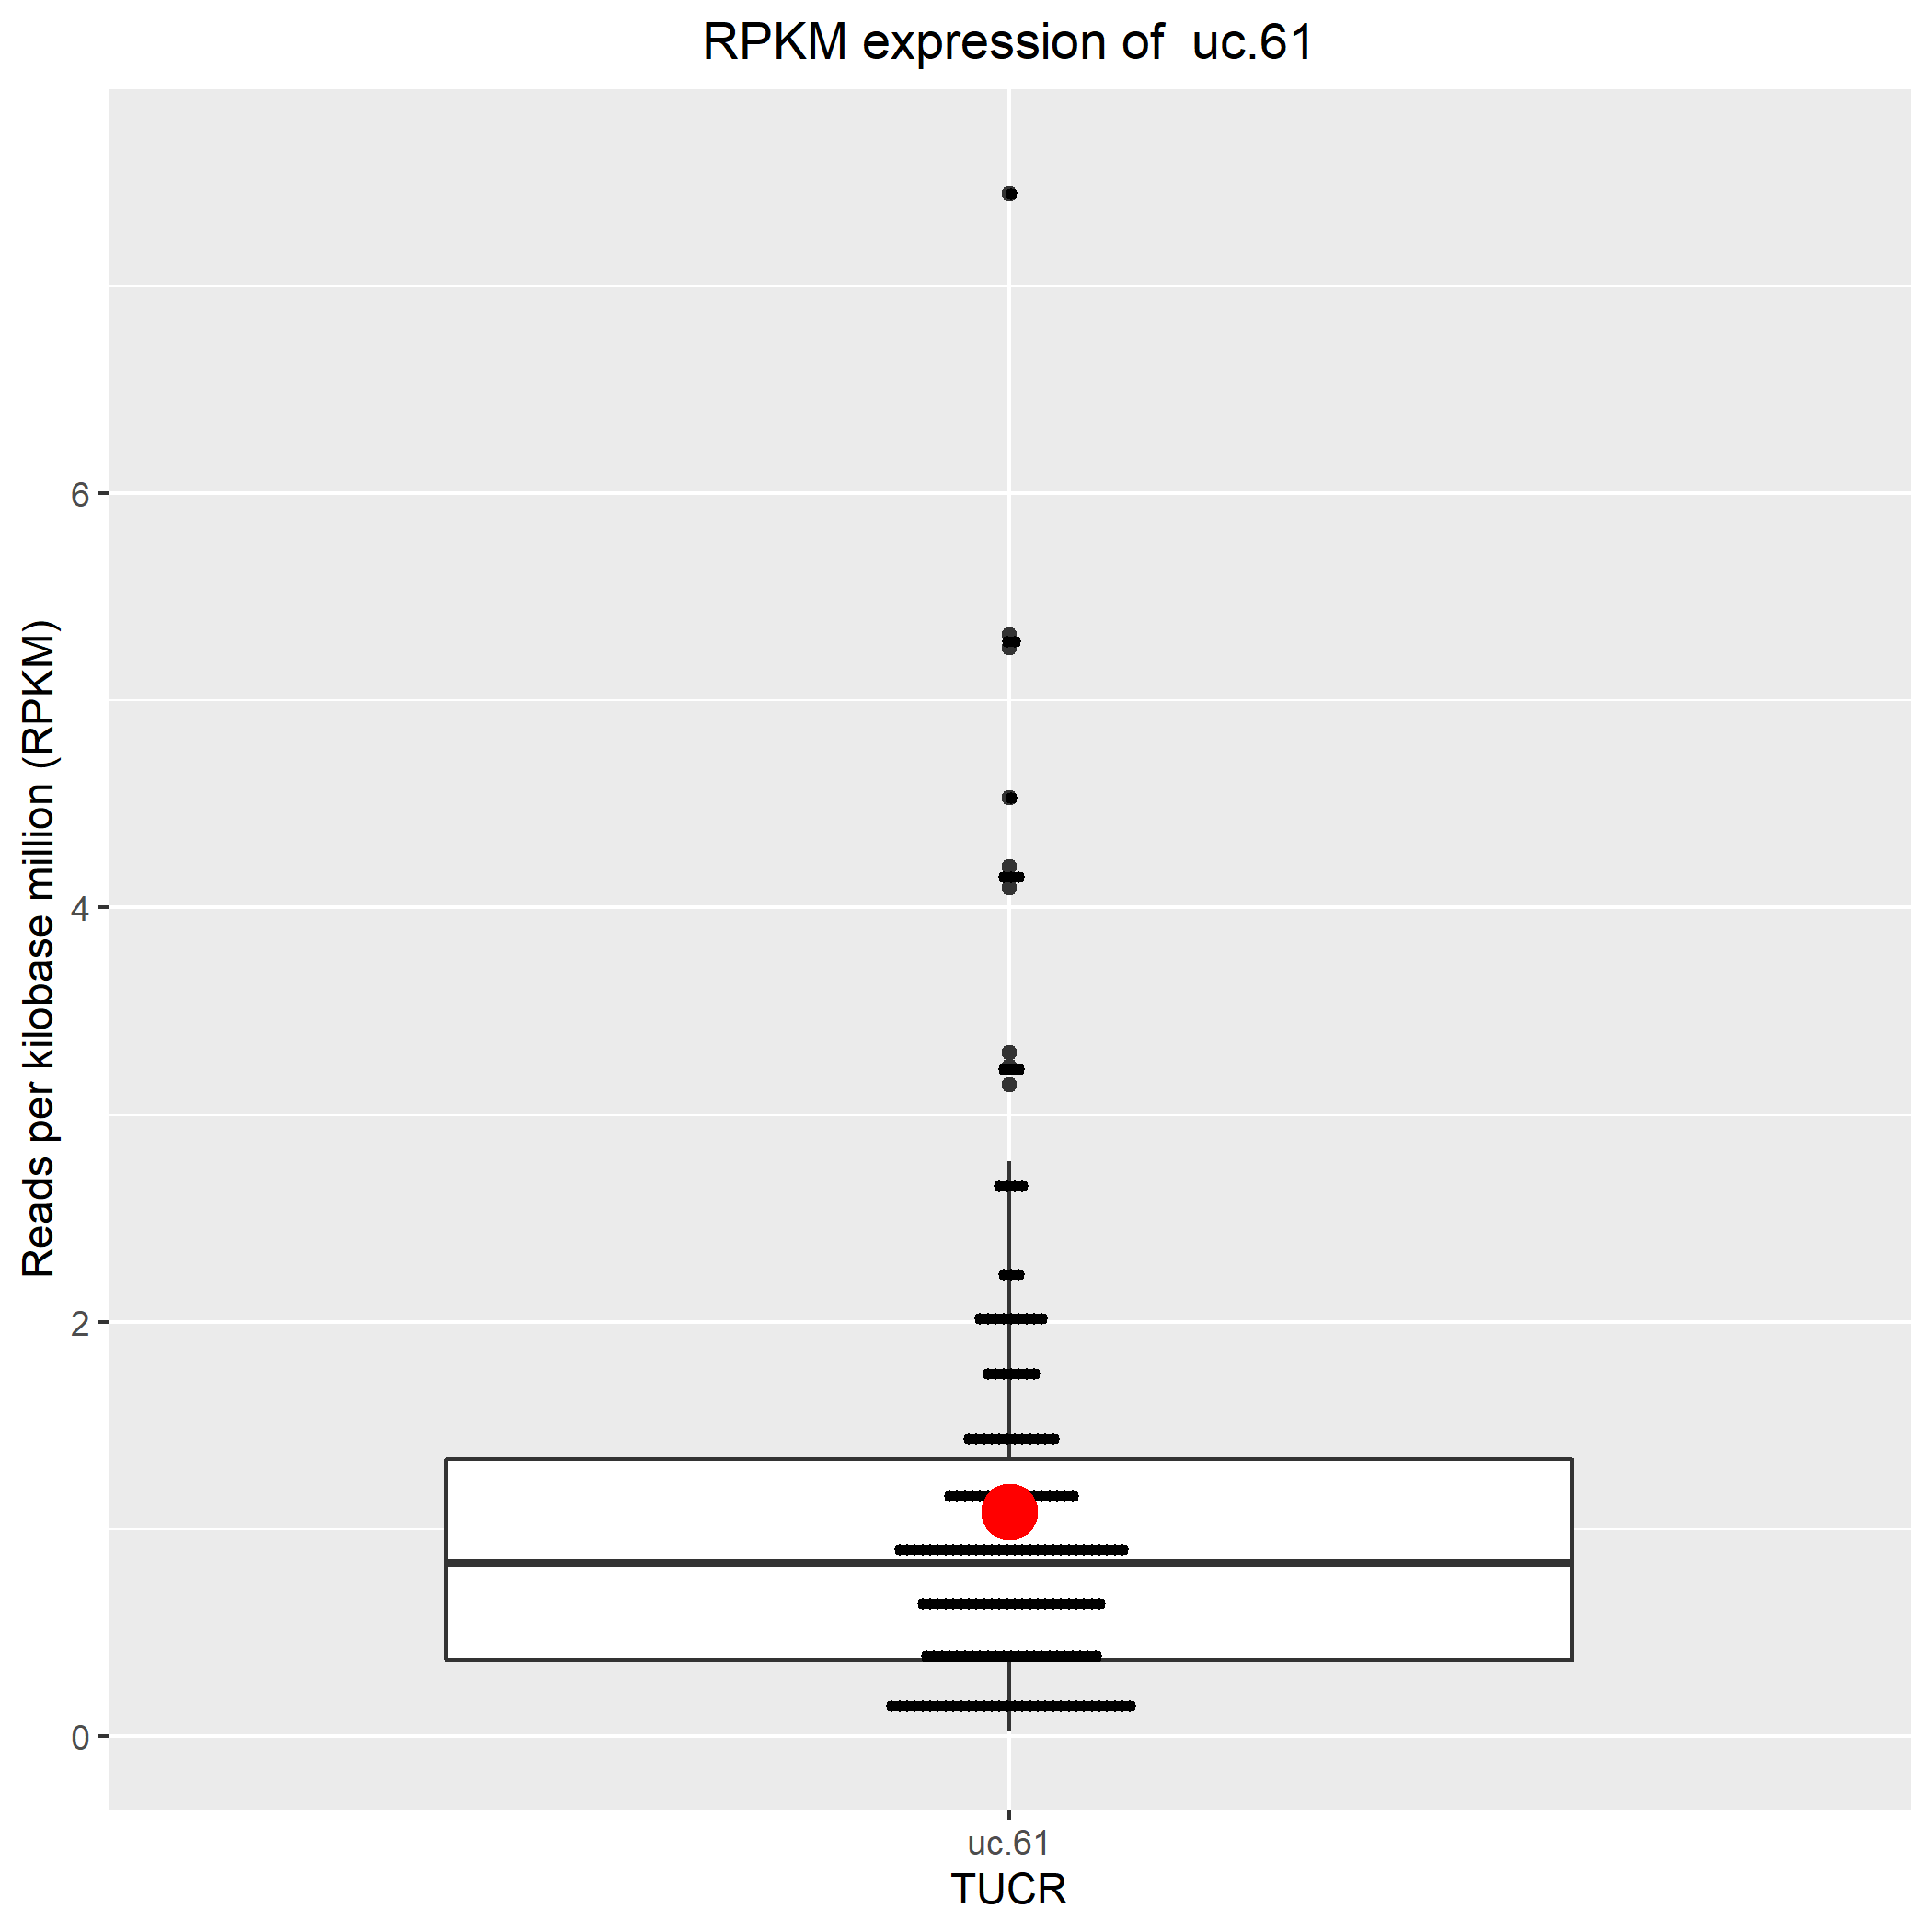 RPKM expression of  uc.61
Reads per kilobase million (RPKM)
6
4
2
0
uc.61
TUCR